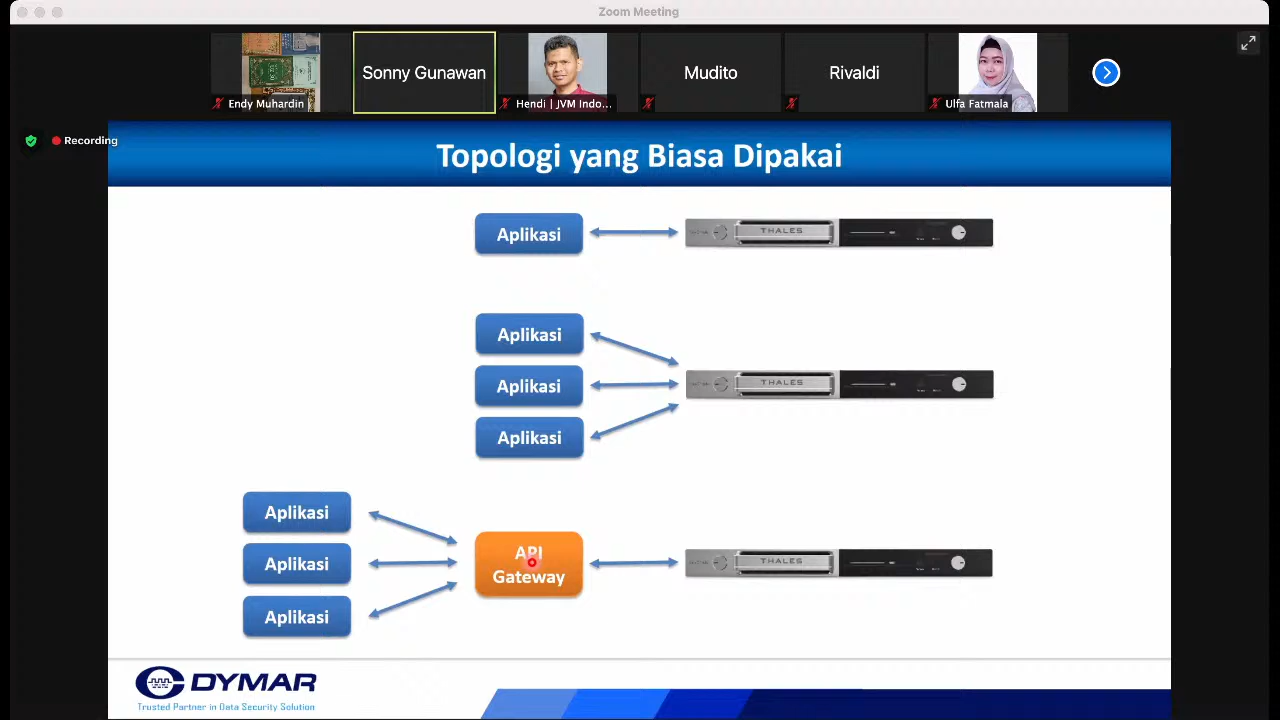 Zoom Meeting
Endy Muhardin
Sonny Gunawan
Hendi | JVM Indo...
Mudito
Rivaldi
Ulfa Fatmala
Recording
Topologi yang Biasa Dipakai
Aplikasi
THALES
Aplikasi
Aplikasi
THALES
Aplikasi
Aplikasi
Aplikasi
API
Gateway
THALES
Aplikasi
DYMAR
Trusted Partner in Data Security Solution